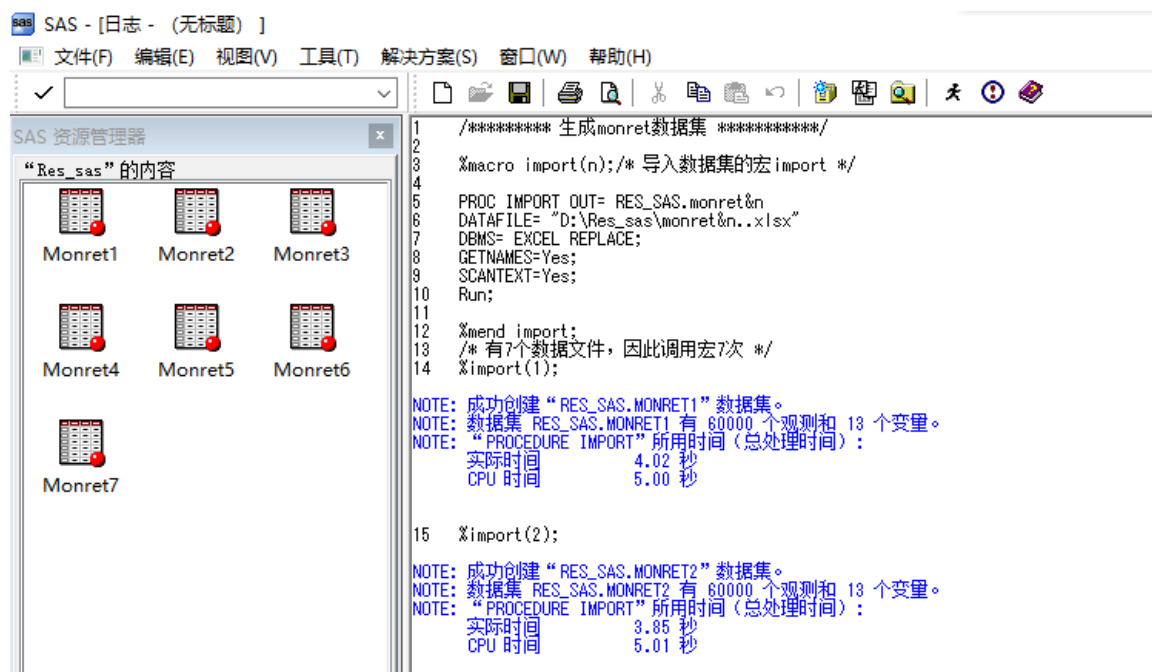 sas SAS - [日志 - （无标题） ]
文件(F) 编辑(E) 视图(V) 工具(T) 解决方案(S) 窗口(W) 帮助(H)
SAS 资源管理器
“Res_sas”的内容
Monret1 Monret2 Monret3
Monret4 Monret5 Monret6
Monret7
1 /********* 生成monret数据集 ***********/
2
3 %macro import(n);/* 导入数据集的宏import */
4
5 PROC IMPORT OUT= RES_SAS.monret&n
6 DATAFILE= "D:\Res_sas\monret&n..xlsx"
7 DBMS= EXCEL REPLACE;
8 GETNAMES=Yes;
9 SCANTEXT=Yes;
10 Run;
11
12 %mend import;
13 /* 有7个数据文件，因此调用宏7次 */
14 %import(1);
NOTE: 成功创建“RES_SAS.MONRET1”数据集。
NOTE: 数据集 RES_SAS.MONRET1 有 60000 个观测和 13 个变量。
NOTE: “PROCEDURE IMPORT”所用时间（总处理时间）:
实际时间 4.02 秒
CPU 时间 5.00 秒
15 %import(2);
NOTE: 成功创建“RES_SAS.MONRET2”数据集。
NOTE: 数据集 RES_SAS.MONRET2 有 60000 个观测和 13 个变量。
NOTE: “PROCEDURE IMPORT”所用时间（总处理时间）:
实际时间 3.85 秒
CPU 时间 5.01 秒